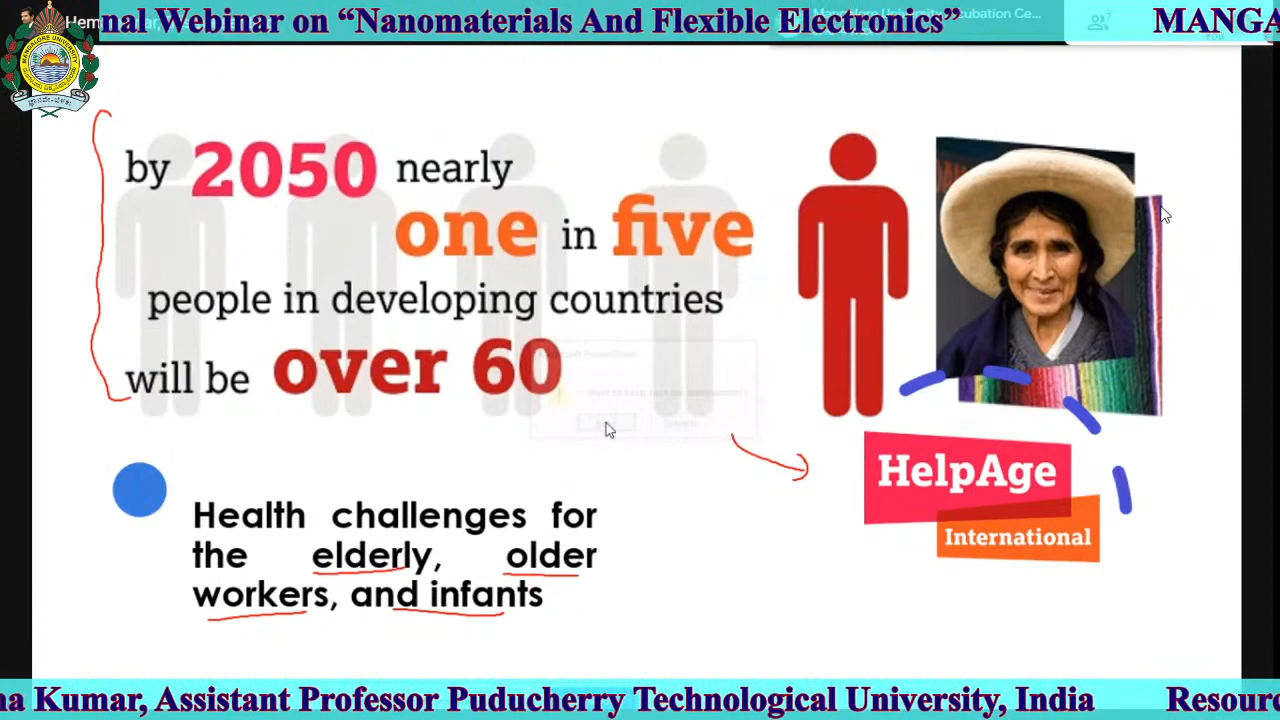 nal Webinar on “Nanomaterials And Flexible Electronics”
MANGA
by 2050 nearly
one in five
people in developing countries
will be over 60
HelpAge
International
Health challenges for
the elderly, older
workers, and infants
na Kumar, Assistant Professor Puducherry Technological University, India
Resour